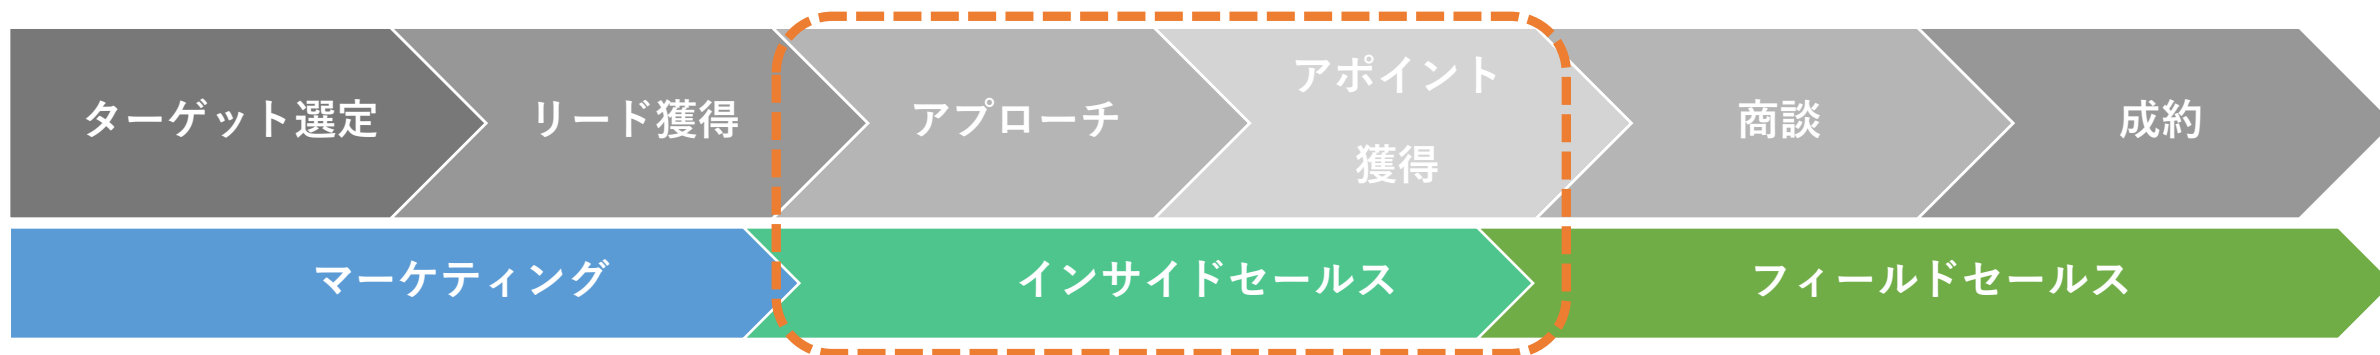 ターゲット選定
リード獲得
アプローチ
アポイント
獲得
商談
成約
マーケティング
インサイドセールス
フィールドセールス